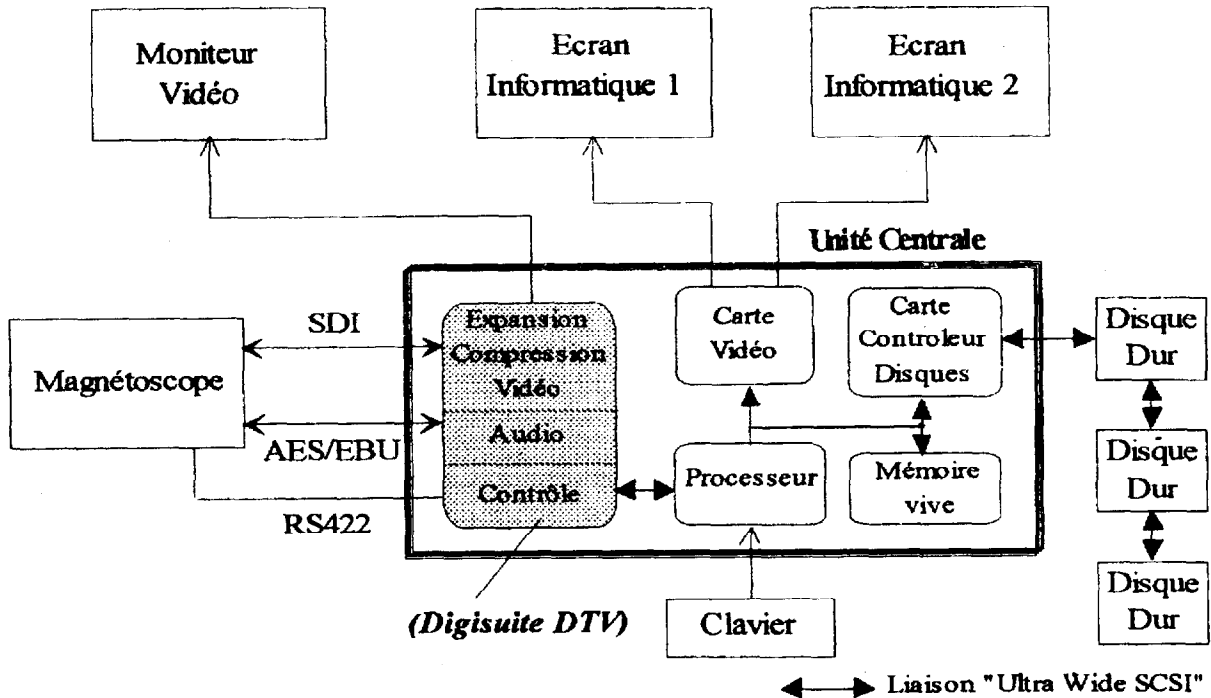 Moniteur
Vidéo
Ecran
Informatique 1
Ecran
Informatique 2
Unité Centrale
Magnétoscope
SDI
AES/EBU
RS422
Expansion
Compression
Vidéo
Audio
Contrôle
Carte
Vidéo
Carte
Controleur
Disques
Processeur
Mémoire
vive
Disque
Dur
Disque
Dur
Disque
Dur
(Digisuite DTV)
Clavier
Liaison "Ultra Wide SCSI"